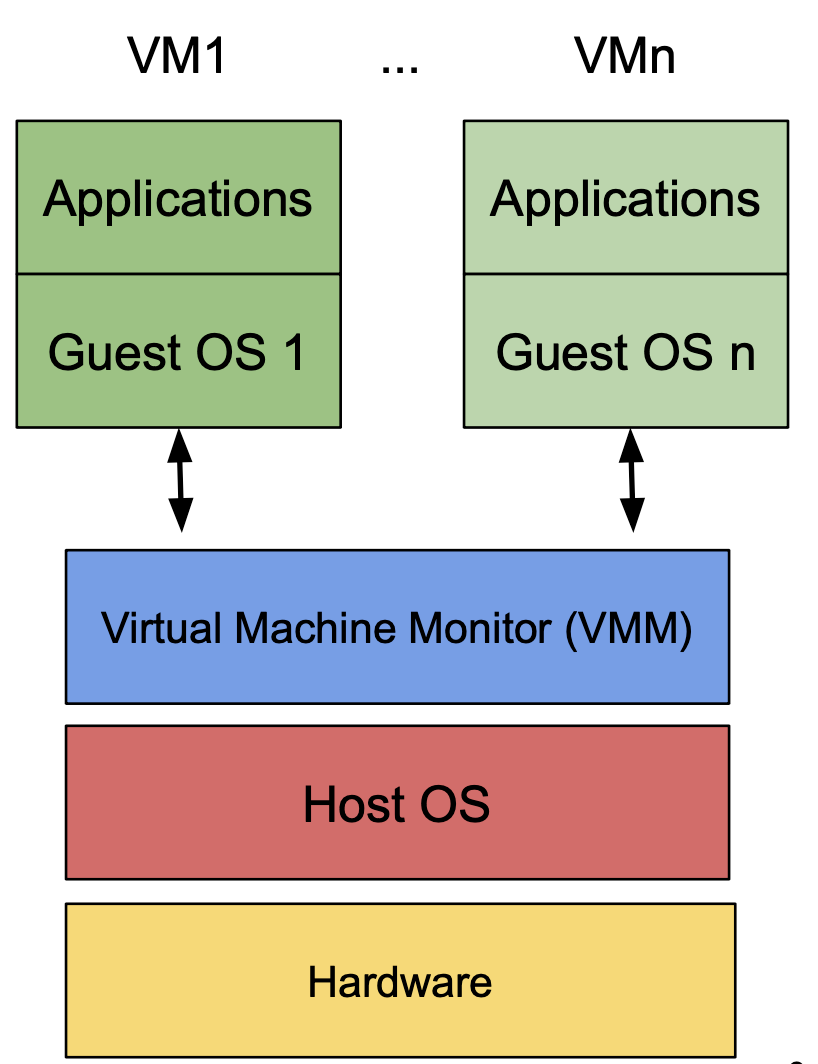 VM1 ... VMn
Applications Applications
Guest OS 1 Guest OS n
Virtual Machine Monitor (VMM)
Host OS
Hardware